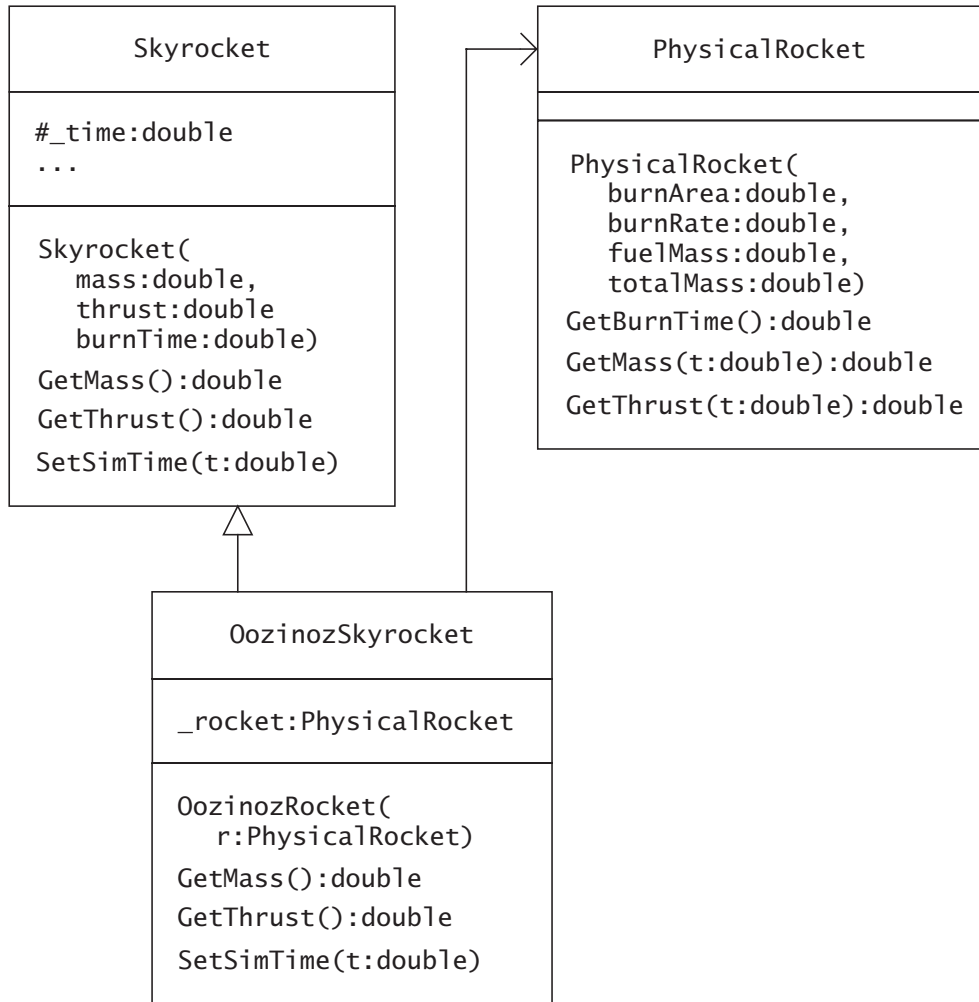 Skyrocket
#_time:double
...
Skyrocket(
mass:double,
thrust:double
burnTime:double)
GetMass():double
GetThrust():double
SetSimTime(t:double)
PhysicalRocket
PhysicalRocket(
burnArea:double,
burnRate:double,
fuelMass:double,
totalMass:double)
GetBurnTime():double
GetMass(t:double):double
GetThrust(t:double):double
OozinozSkyrocket
_rocket:PhysicalRocket
OozinozRocket(
r:PhysicalRocket)
GetMass():double
GetThrust():double
SetSimTime(t:double)